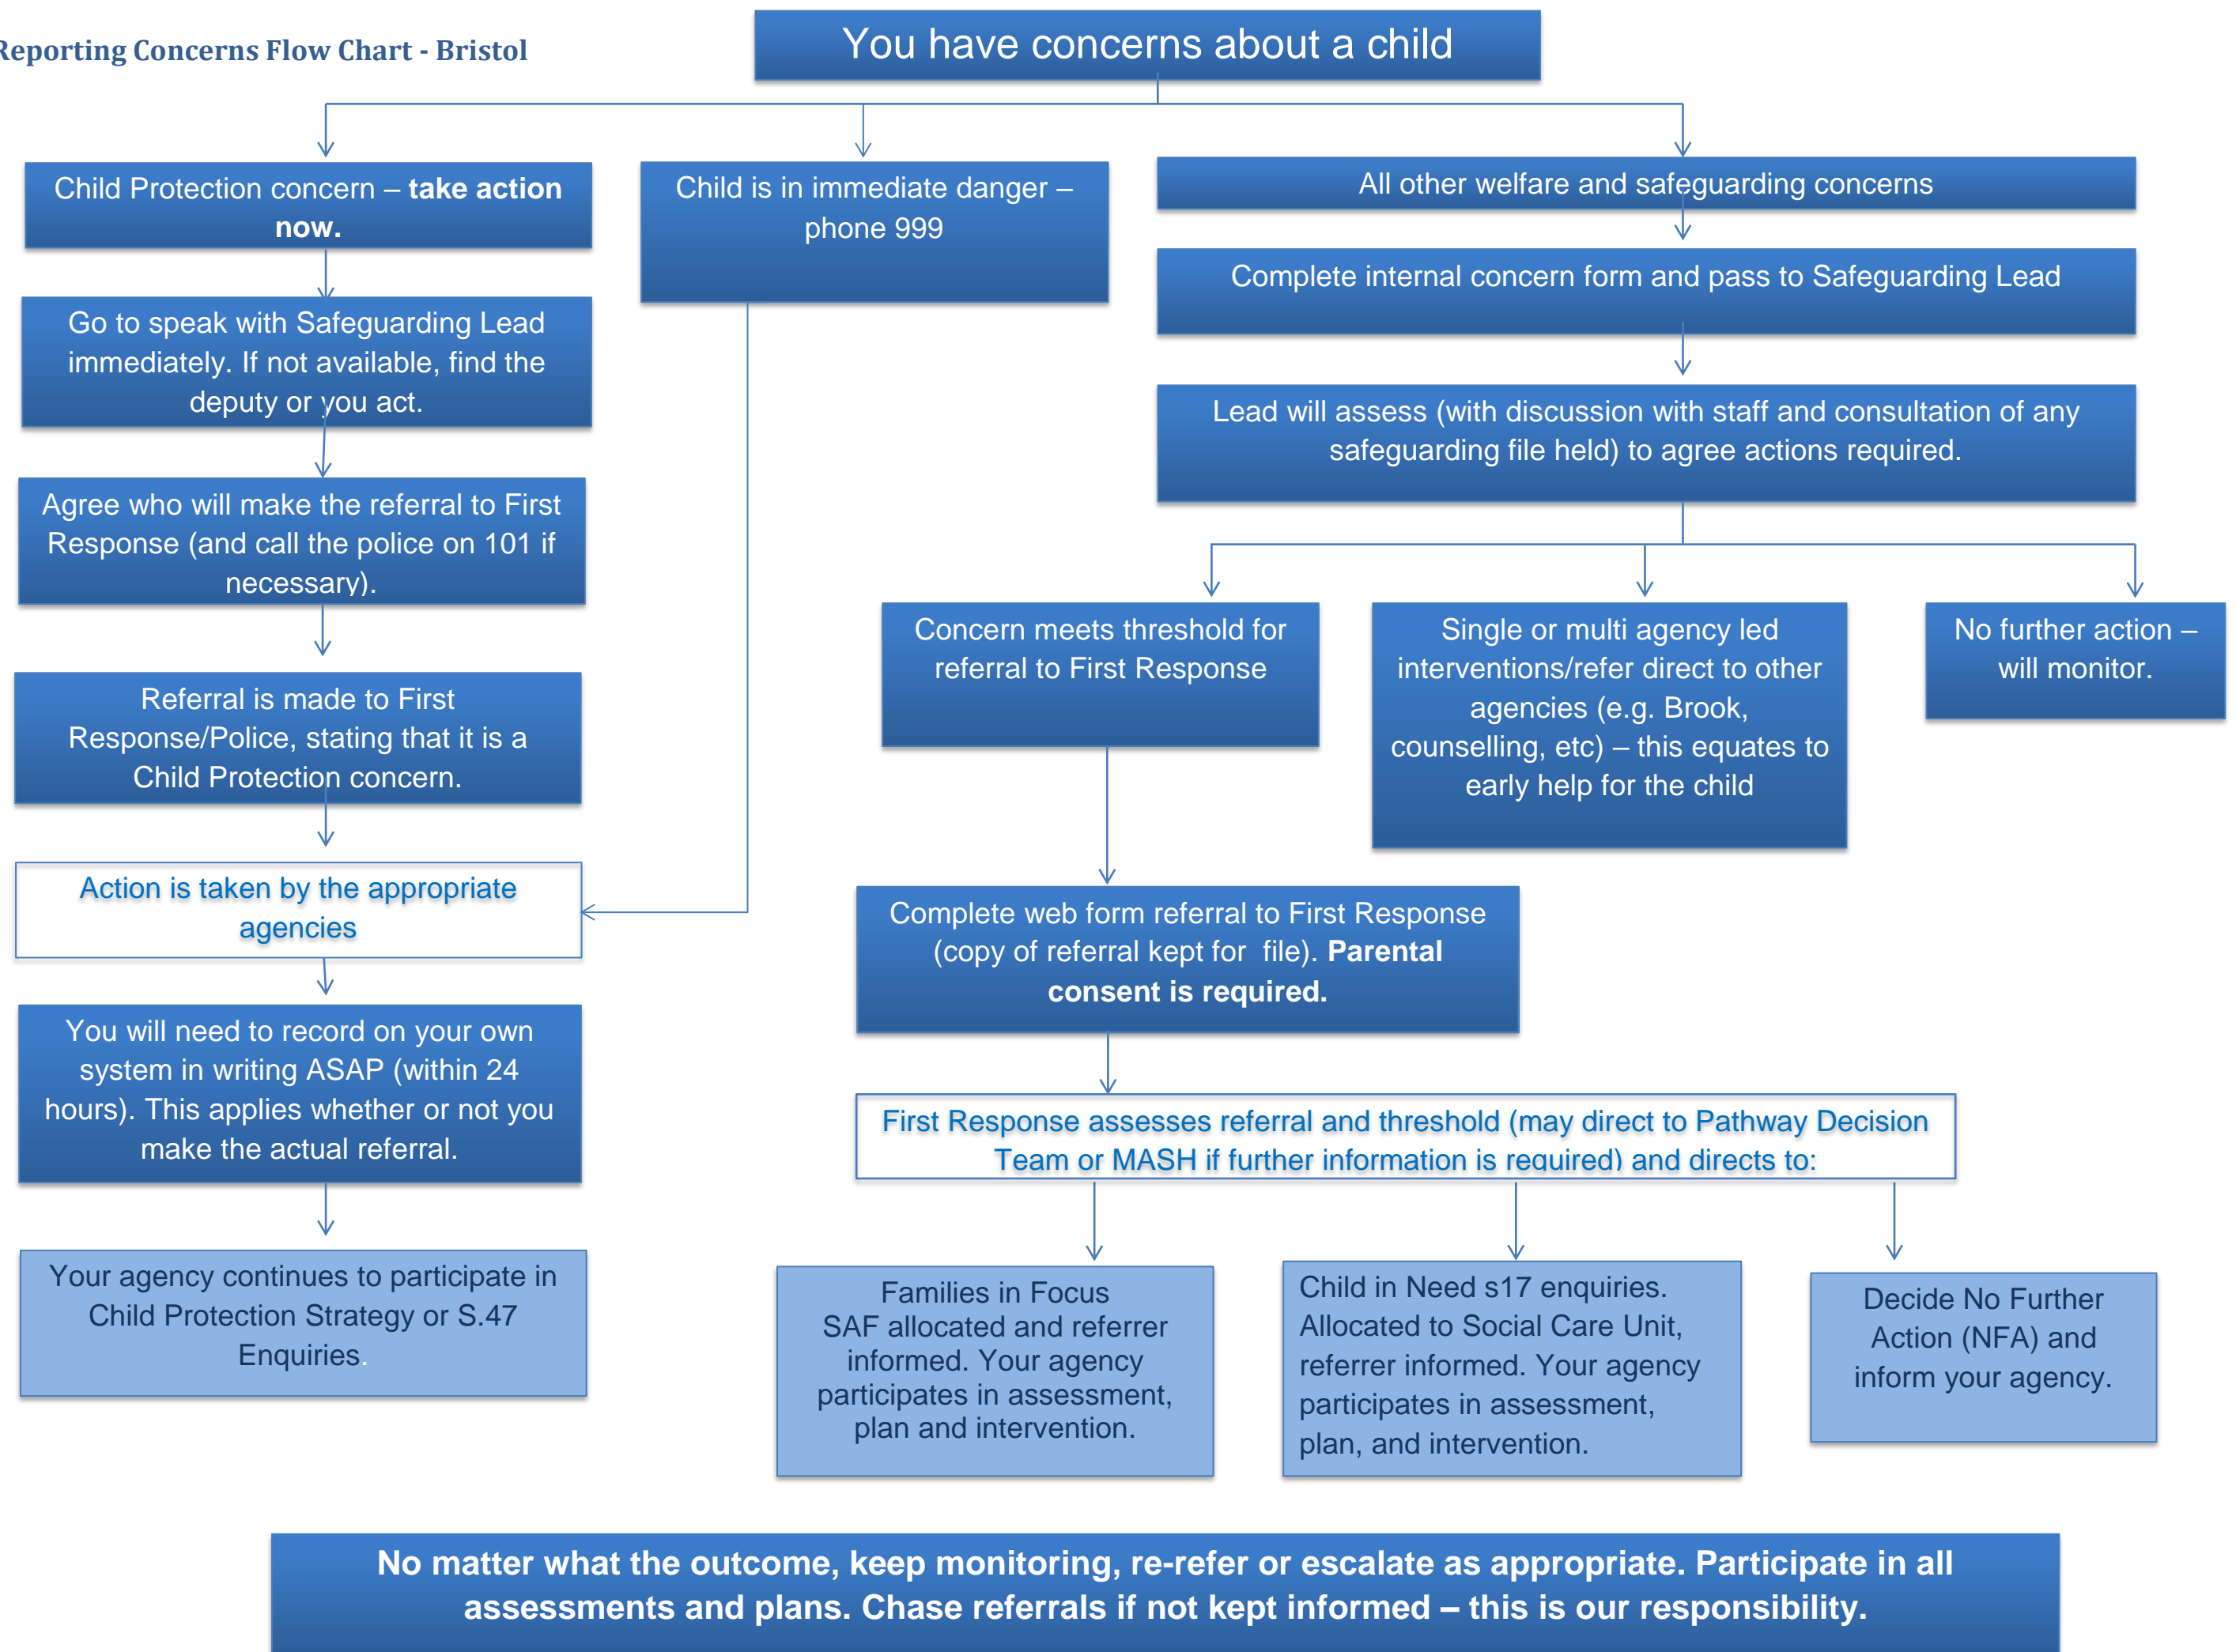 Reporting Concerns Flow Chart - Bristol
You have concerns about a child
Child Protection concern – take action
now.
Go to speak with Safeguarding Lead
immediately. If not available, find the
deputy or you act.
Agree who will make the referral to First
Response (and call the police on 101 if
necessary).
Referral is made to First
Response/Police, stating that it is a
Child Protection concern.
Action is taken by the appropriate
agencies
You will need to record on your own
system in writing ASAP (within 24
hours). This applies whether or not you
make the actual referral.
Your agency continues to participate in
Child Protection Strategy or S.47
Enquiries.
Child is in immediate danger –
phone 999
All other welfare and safeguarding concerns
Complete internal concern form and pass to Safeguarding Lead
Lead will assess (with discussion with staff and consultation of any
safeguarding file held) to agree actions required.
Concern meets threshold for
referral to First Response
Single or multi agency led
interventions/refer direct to other
agencies (e.g. Brook,
counselling, etc) – this equates to
early help for the child
No further action –
will monitor.
Complete web form referral to First Response
(copy of referral kept for file). Parental
consent is required.
First Response assesses referral and threshold (may direct to Pathway Decision
Team or MASH if further information is required) and directs to:
Families in Focus
SAF allocated and referrer
informed. Your agency
participates in assessment,
plan and intervention.
Child in Need s17 enquiries.
Allocated to Social Care Unit,
referrer informed. Your agency
participates in assessment,
plan, and intervention.
Decide No Further
Action (NFA) and
inform your agency.
No matter what the outcome, keep monitoring, re-refer or escalate as appropriate. Participate in all
assessments and plans. Chase referrals if not kept informed – this is our responsibility.